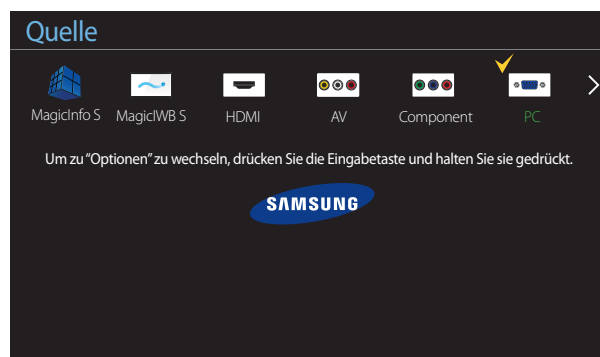 Quelle
MagicInfo S MagicIWB S HDMI AV Component PC
Um zu "Optionen" zu wechseln, drücken Sie die Eingabetaste und halten Sie sie gedrückt.
SAMSUNG